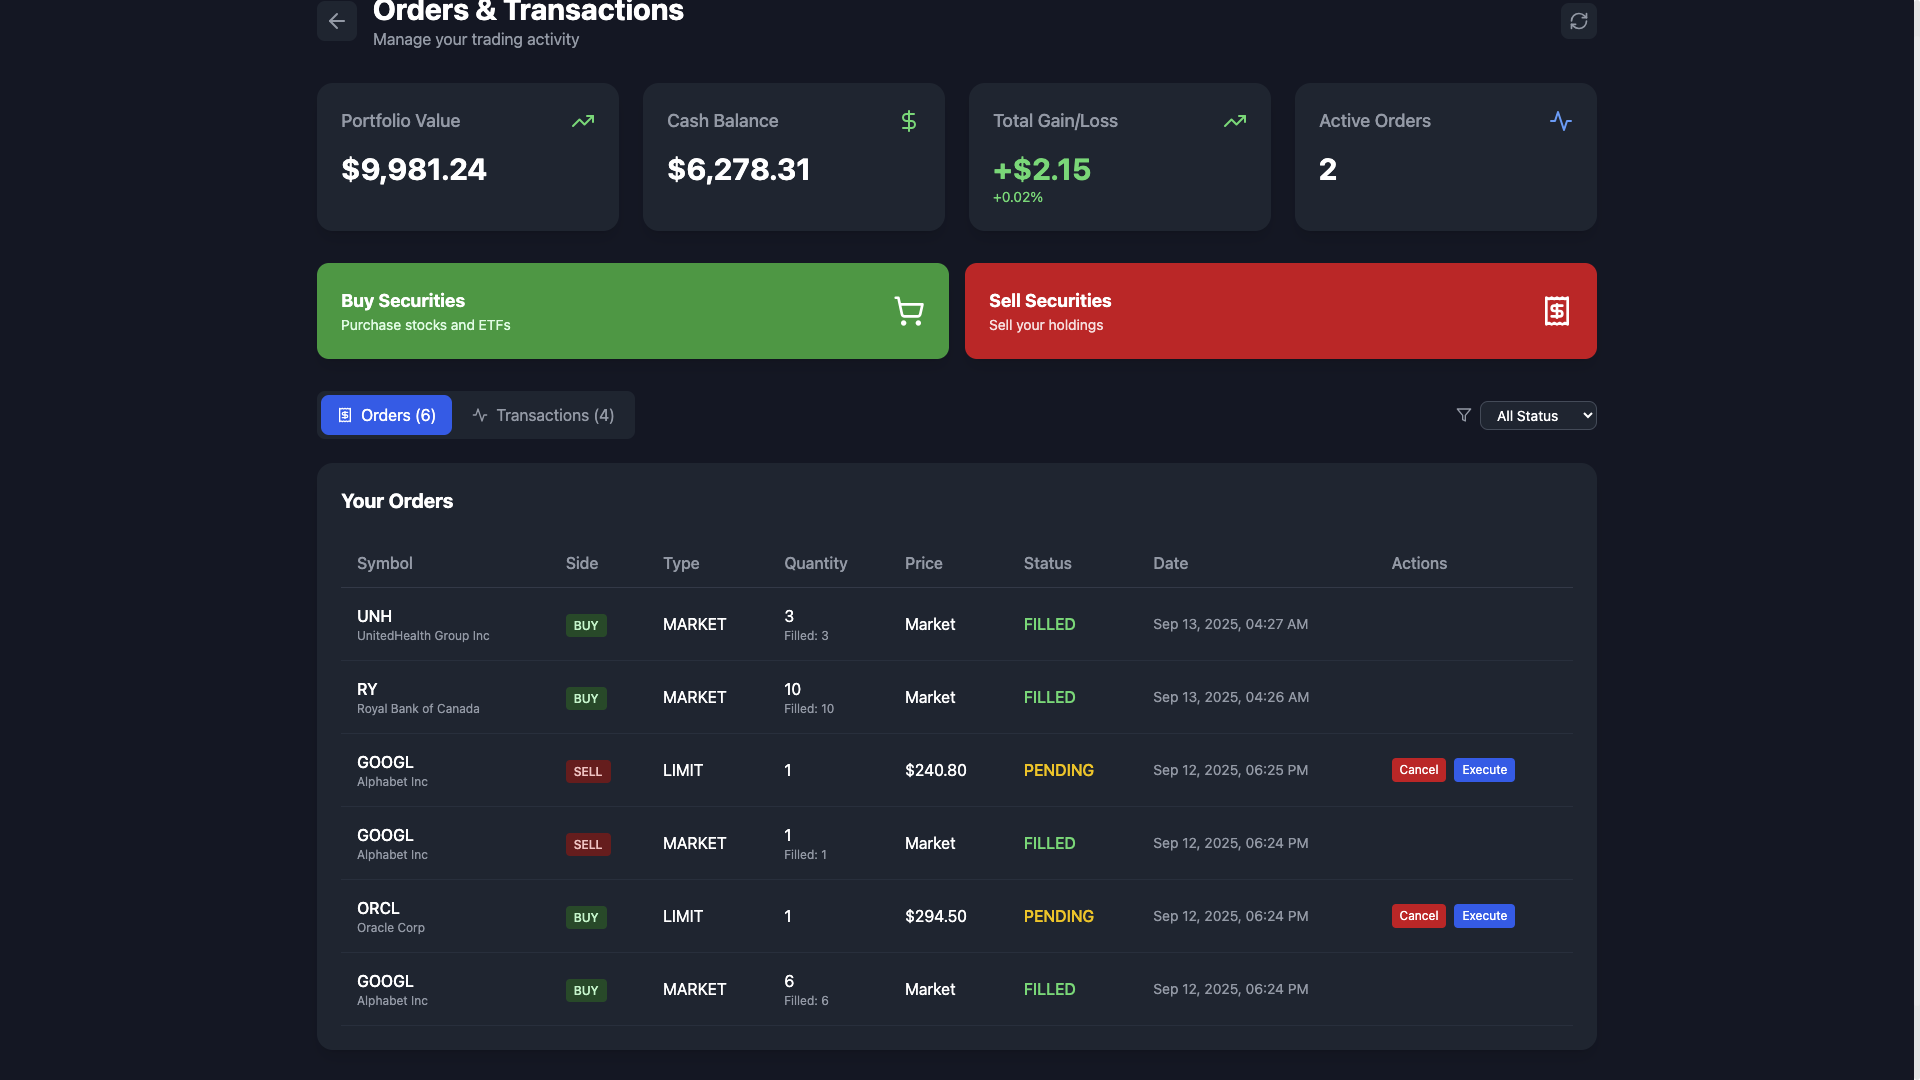 Orders & Transactions
Manage your trading activity
Portfolio Value
$9,981.24
Cash Balance
$6,278.31
Total Gain/Loss
+$2.15
+0.02%
Active Orders
2
Buy Securities
Purchase stocks and ETFs
Sell Securities
Sell your holdings
Orders (6)
Transactions (4)
All Status
Your Orders
Symbol Side Type Quantity Price Status Date Actions
UNH
UnitedHealth Group Inc
BUY
MARKET
3
Filled: 3
Market
FILLED
Sep 13, 2025, 04:27 AM
RY
Royal Bank of Canada
BUY
MARKET
10
Filled: 10
Market
FILLED
Sep 13, 2025, 04:26 AM
GOOGL
Alphabet Inc
SELL
LIMIT
1
$240.80
PENDING
Sep 12, 2025, 06:25 PM
Cancel
Execute
GOOGL
Alphabet Inc
SELL
MARKET
1
Filled: 1
Market
FILLED
Sep 12, 2025, 06:24 PM
ORCL
Oracle Corp
BUY
LIMIT
1
$294.50
PENDING
Sep 12, 2025, 06:24 PM
Cancel
Execute
GOOGL
Alphabet Inc
BUY
MARKET
6
Filled: 6
Market
FILLED
Sep 12, 2025, 06:24 PM